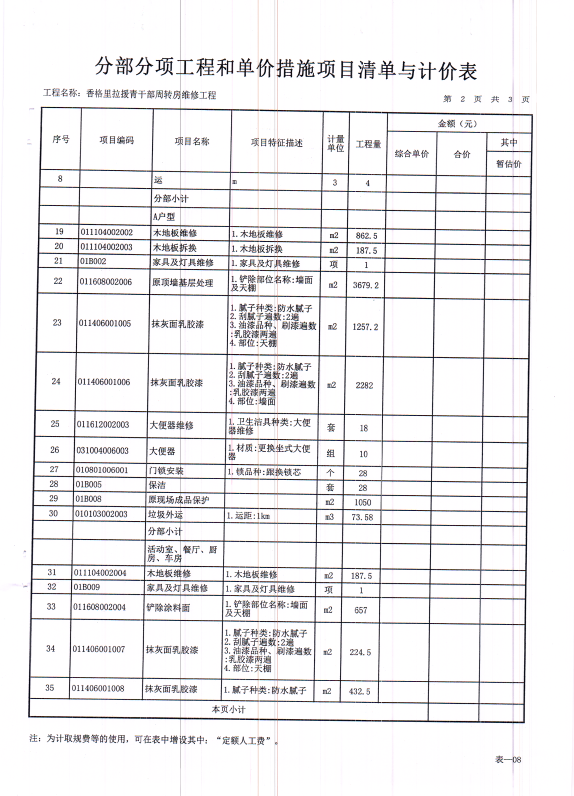 分部分项工程和单价措施项目清单与计价表
工程名称：香格里拉援青干部周转房维修工程 第 2 页 共 3 页
序号 项目编码 项目名称 项目特征描述 计量单位 工程量 金额（元）
综合单价 合价 其中
暂估价
8 运 m 3 4
分部小计
A户型
19 011104002002 木地板维修 1.木地板维修 m2 862.5
20 011104002003 木地板拆换 1.木地板拆换 m2 187.5
21 01B002 家具及灯具维修 1.家具及灯具维修 项 1
22 011608002006 原顶墙基层处理 1.铲除部位名称:墙面
及天棚 m2 3679.2
23 011406001005 抹灰面乳胶漆 1.腻子种类:防水腻子
2.刮腻子遍数:2遍
3.油漆品种、刷漆遍数
:乳胶漆两遍
4.部位:天棚 m2 1257.2
24 011406001006 抹灰面乳胶漆 1.腻子种类:防水腻子
2.刮腻子遍数:2遍
3.油漆品种、刷漆遍数
:乳胶漆两遍
4.部位:墙面 m2 2282
25 011612002003 大便器维修 1.卫生洁具种类:大便
器维修 套 18
26 031004006003 大便器 1.材质:更换坐式大便
器 组 10
27 010801006001 门锁安装 1.锁品种:跟换锁芯 个 28
28 01B005 保洁 套 28
29 01B008 原现场成品保护 m2 1050
30 010103002003 垃圾外运 1.运距:1km m3 73.58
分部小计
活动室、餐厅、厨
房、车房
31 011104002004 木地板维修 1.木地板维修 m2 187.5
32 01B009 家具及灯具维修 1.家具及灯具维修 项 1
33 011608002004 铲除涂料面 1.铲除部位名称:墙面
及天棚 m2 657
34 011406001007 抹灰面乳胶漆 1.腻子种类:防水腻子
2.刮腻子遍数:2遍
3.油漆品种、刷漆遍数
:乳胶漆两遍
4.部位:天棚 m2 224.5
35 011406001008 抹灰面乳胶漆 1.腻子种类:防水腻子 m2 432.5
本页小计
注：为计取规费等的使用，可在表中增设其中：“定额人工费”。
表—08